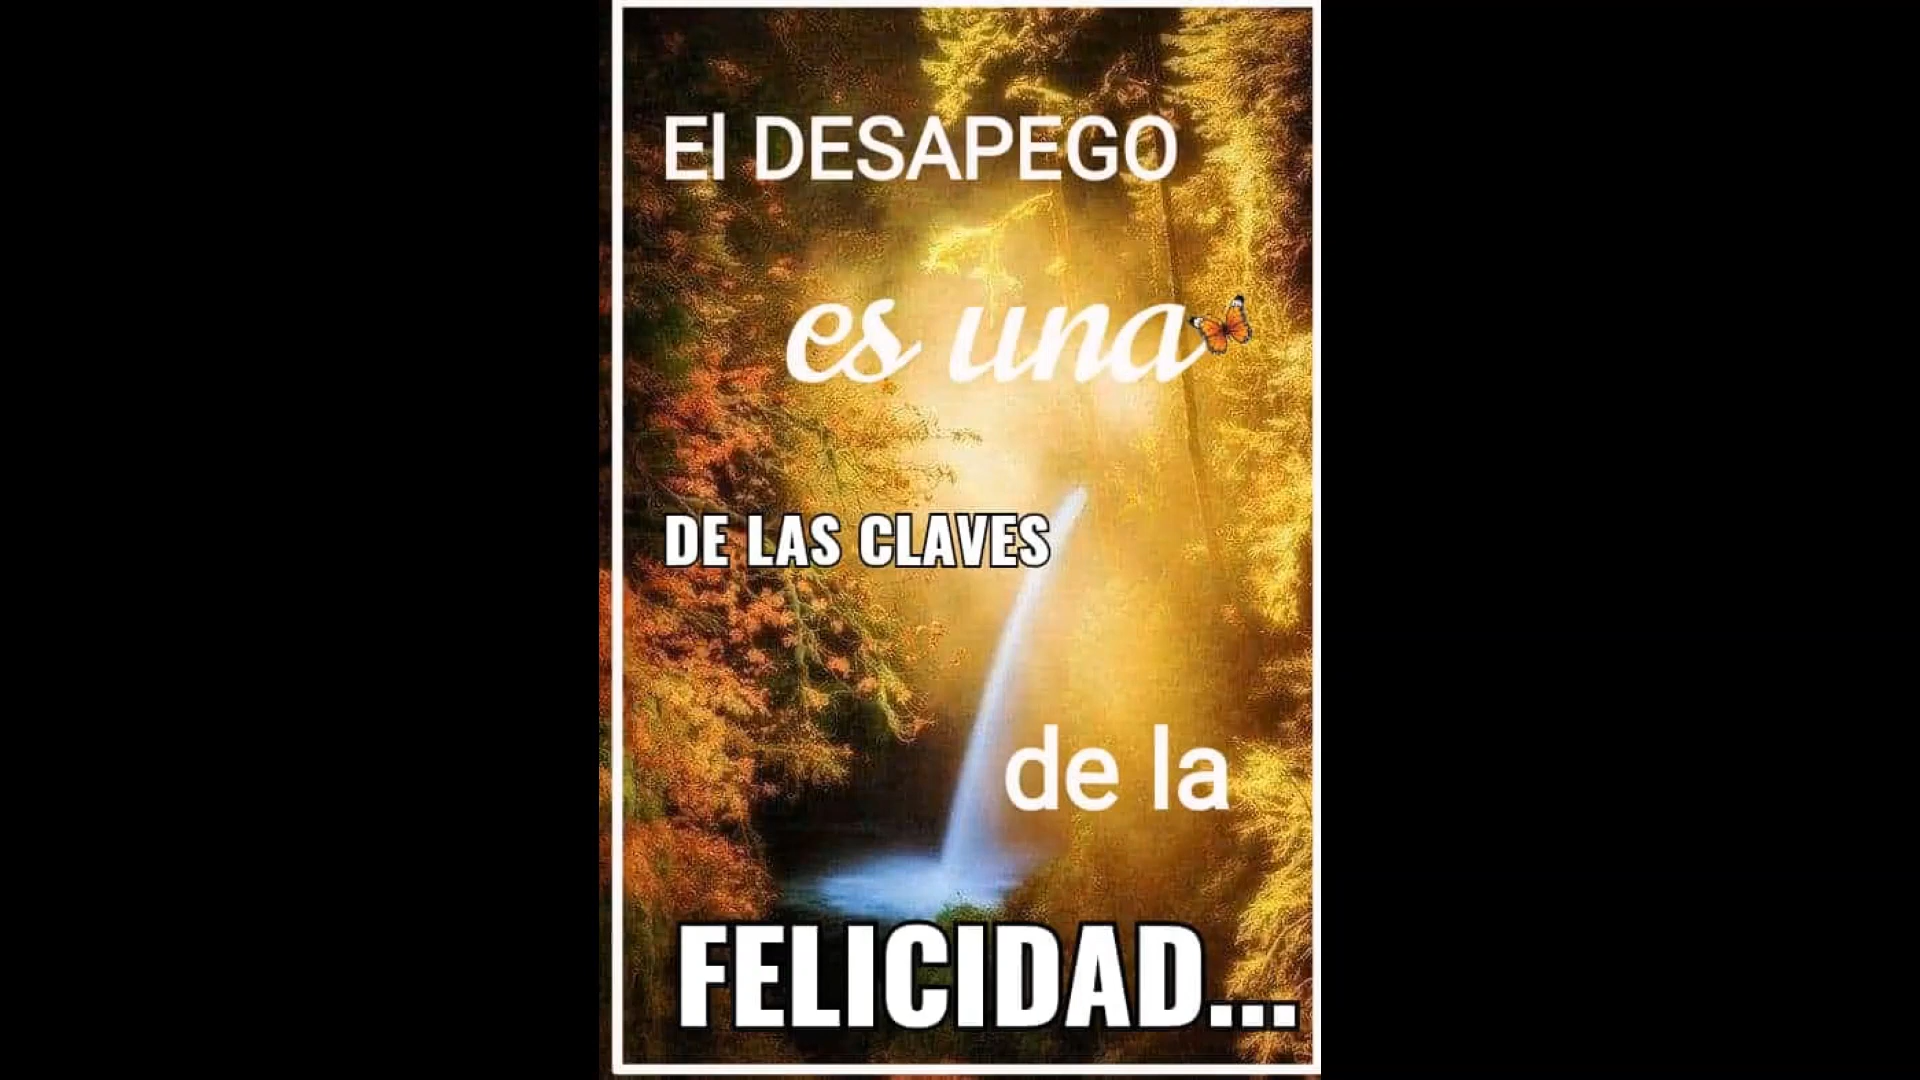 El DESAPEGO
es una
DE LAS CLAVES
de la
FELICIDAD...